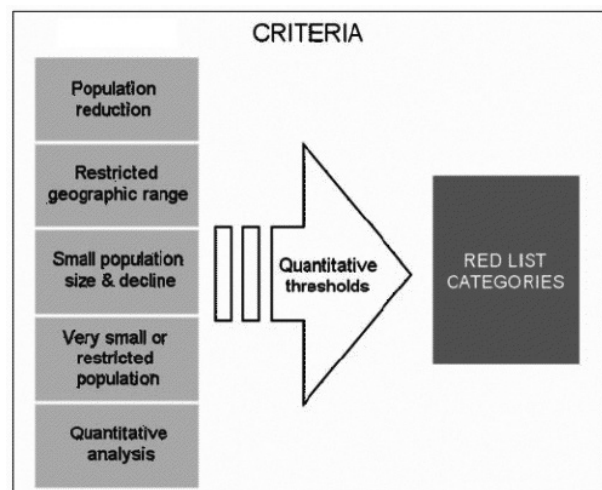 CRITERIA
Population
reduction
Restricted
geographic range
Small population
size & decline
Very small or
restricted
population
Quantitative
analysis
Quantitative
thresholds
RED LIST
CATEGORIES